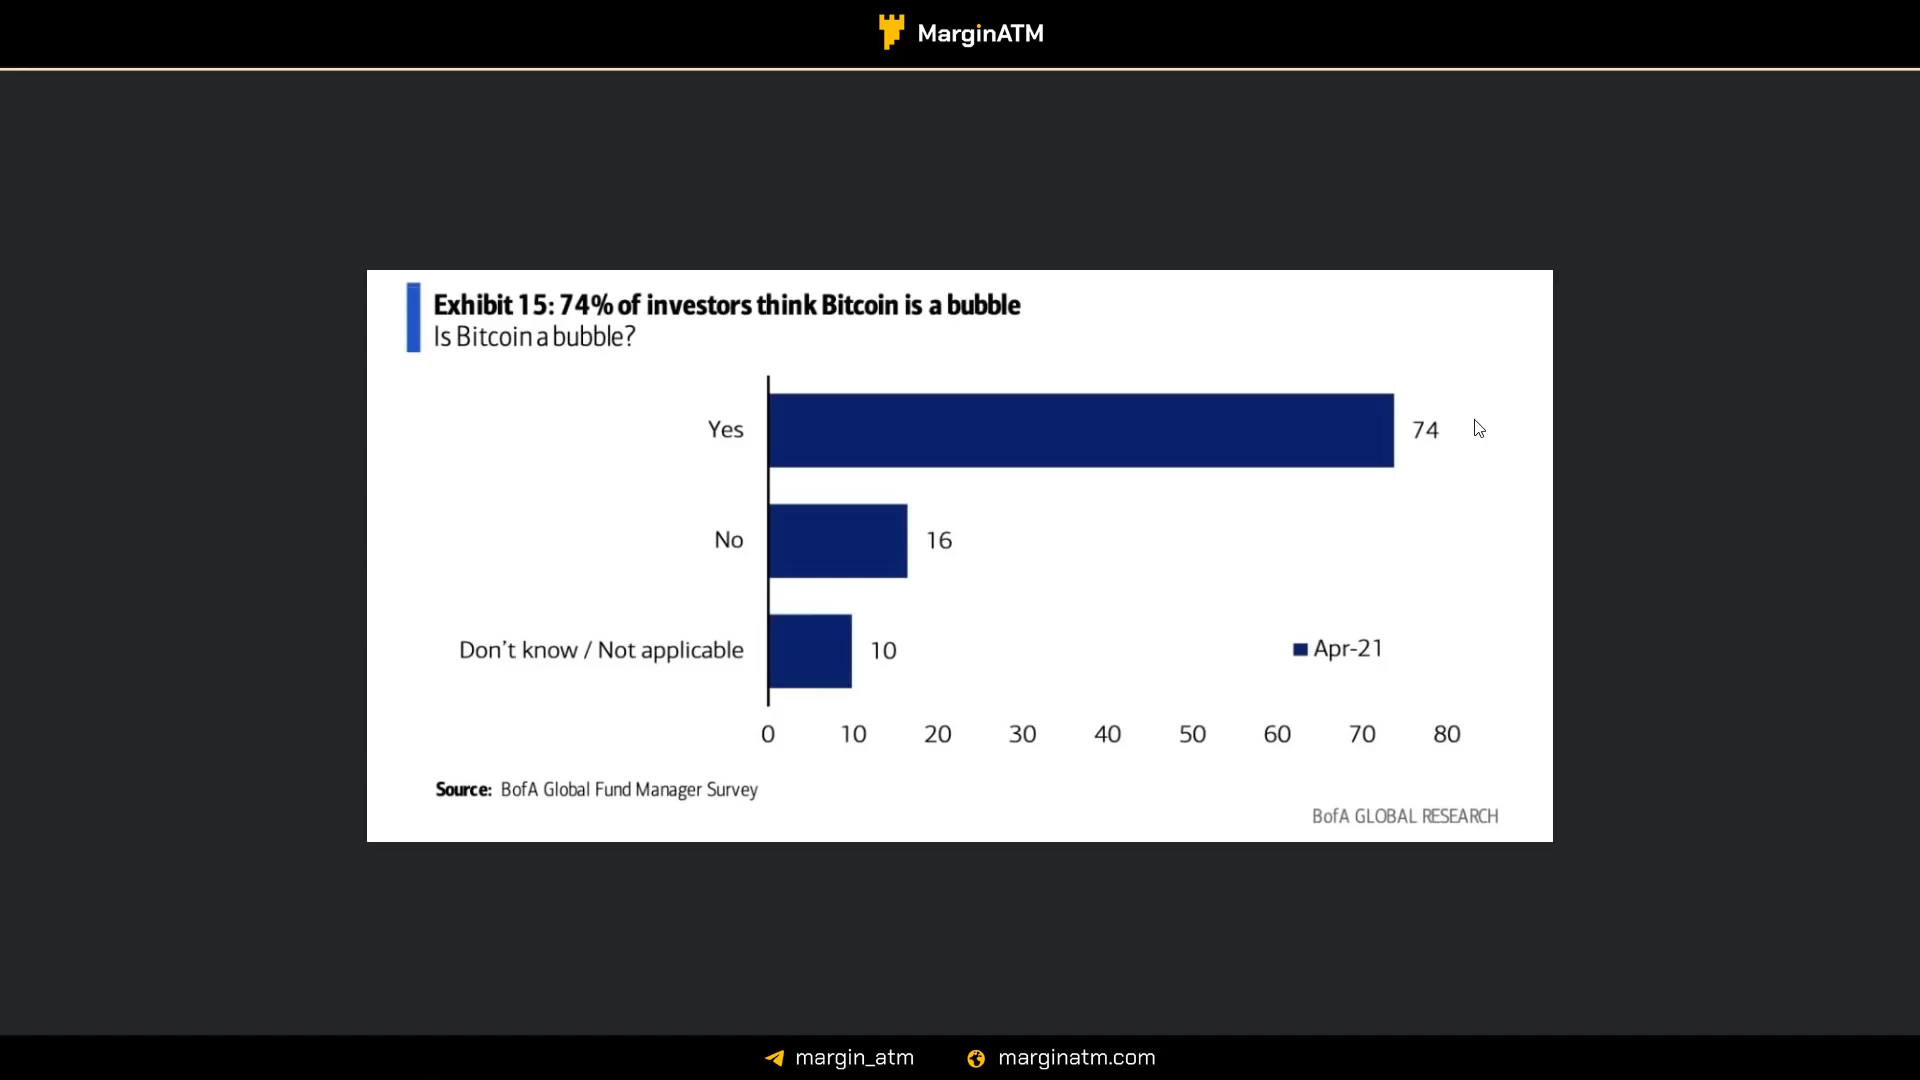 MarginATM
Exhibit 15: 74% of investors think Bitcoin is a bubble
Is Bitcoin a bubble?
Yes
74
No
16
Don't know / Not applicable
10
Apr-21
0 10 20 30 40 50 60 70 80
Source: BofA Global Fund Manager Survey
BofA GLOBAL RESEARCH
margin_atm marginatm.com